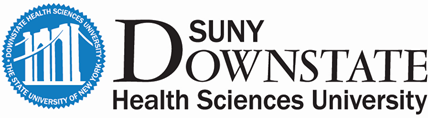 DOWNSTATE HEALTH SCIENCES UNIVERSITY
THE STATE UNIVERSITY OF NEW YORK
SUNY
DOWNSTATE
Health Sciences University